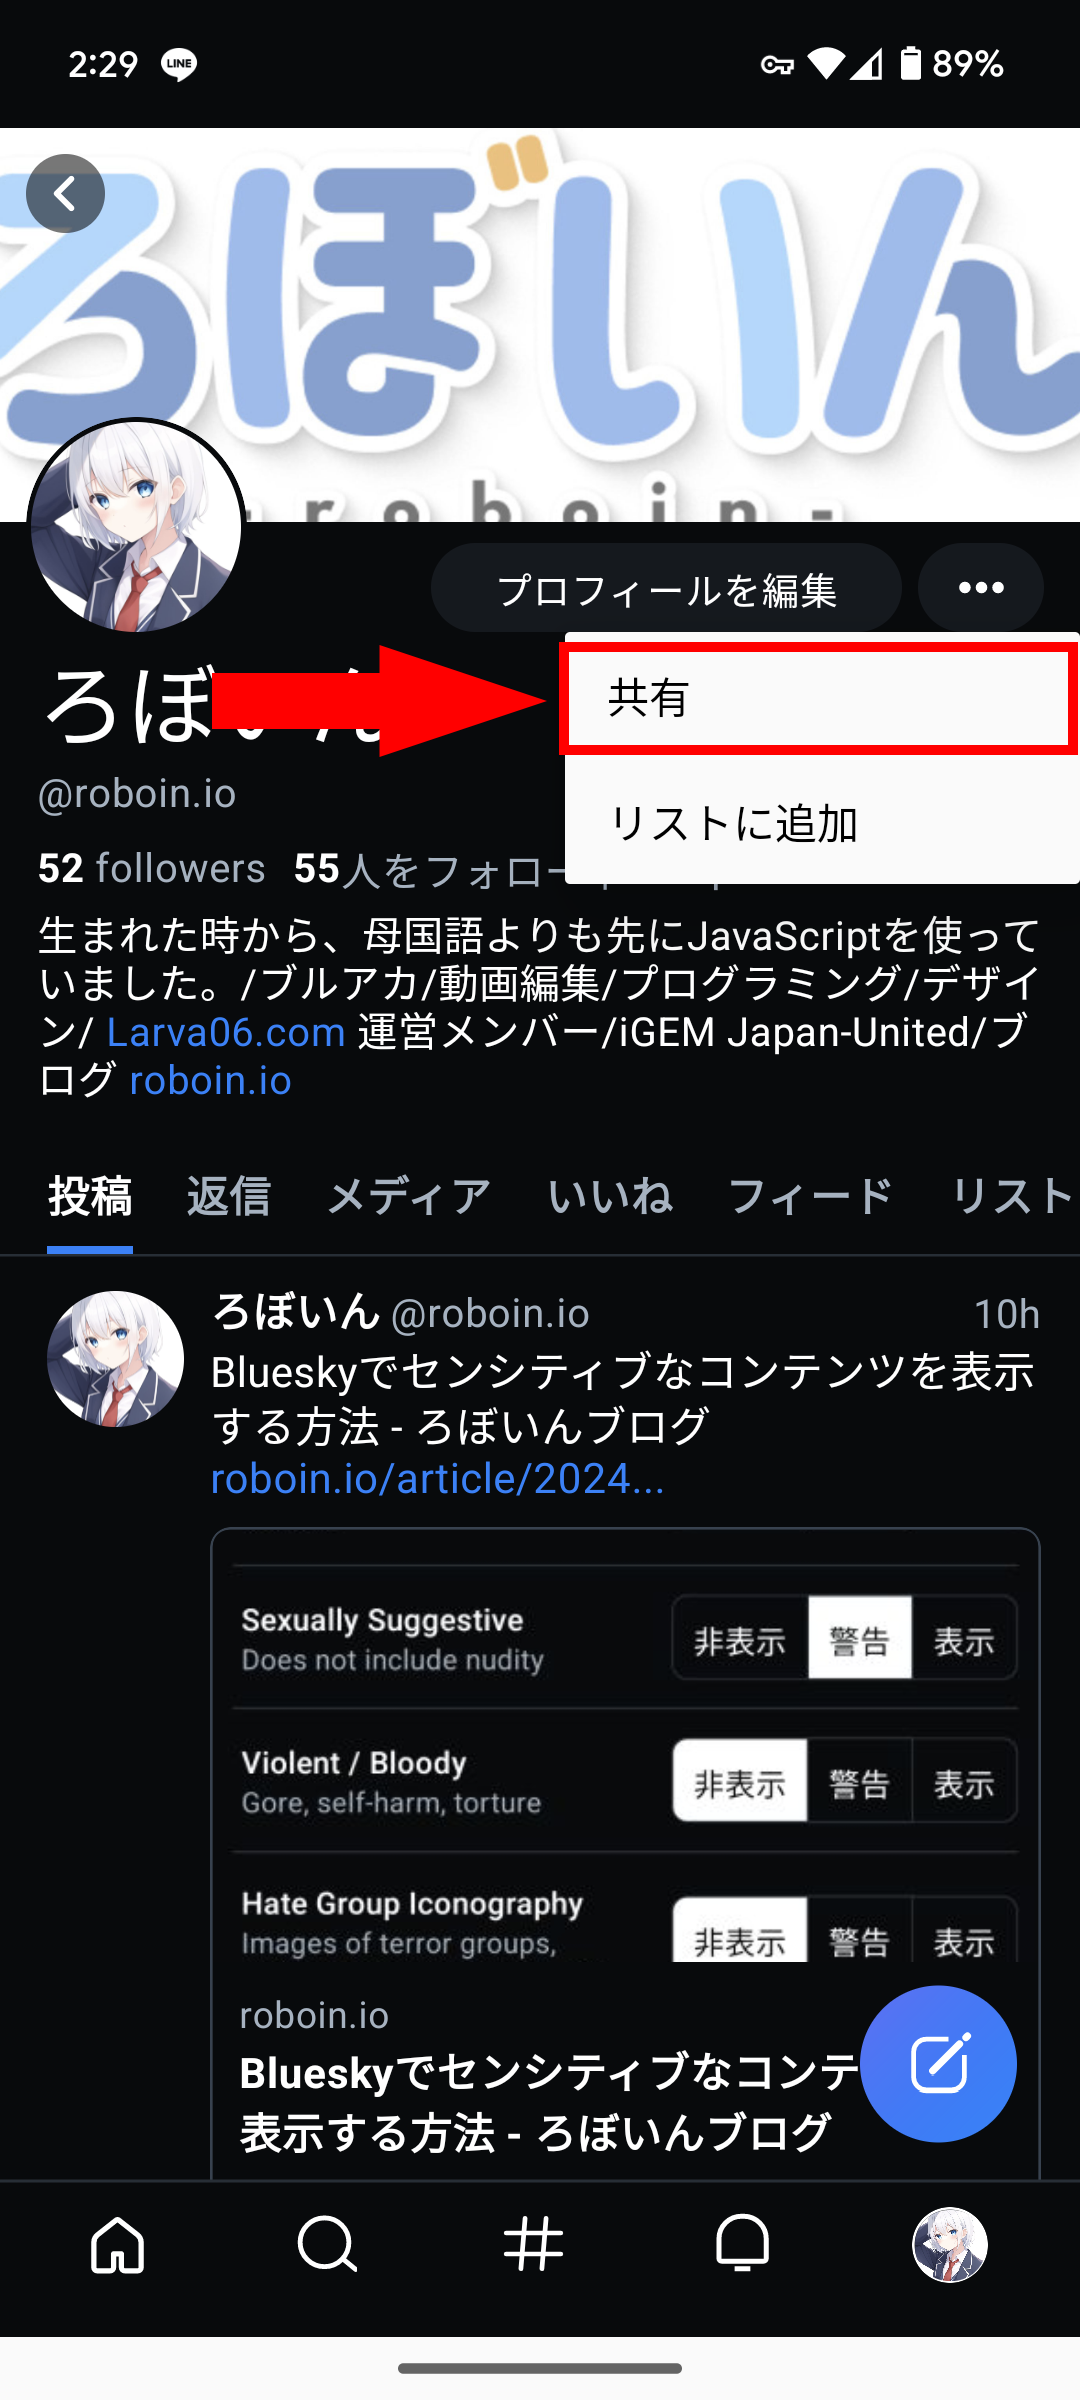 2:29 LINE 89%
ろぼいん
- roboin -
プロフィールを編集
ろぼいん
共有
@roboin.io
リストに追加
52 followers 55人をフォロー
生まれた時から、母国語よりも先にJavaScriptを使って
いました。/ブルアカ/動画編集/プログラミング/デザイ
ン/ Larva06.com 運営メンバー/iGEM Japan-United/ブ
ログ roboin.io
投稿 返信 メディア いいね フィード リスト
ろぼいん @roboin.io 10h
Blueskyでセンシティブなコンテンツを表示
する方法 - ろぼいんブログ
roboin.io/article/2024...
Sexually Suggestive
Does not include nudity
非表示 警告 表示
Violent / Bloody
Gore, self-harm, torture
非表示 警告 表示
Hate Group Iconography
Images of terror groups,
非表示 警告 表示
roboin.io
Blueskyでセンシティブなコンテ
表示する方法 - ろぼいんブログ